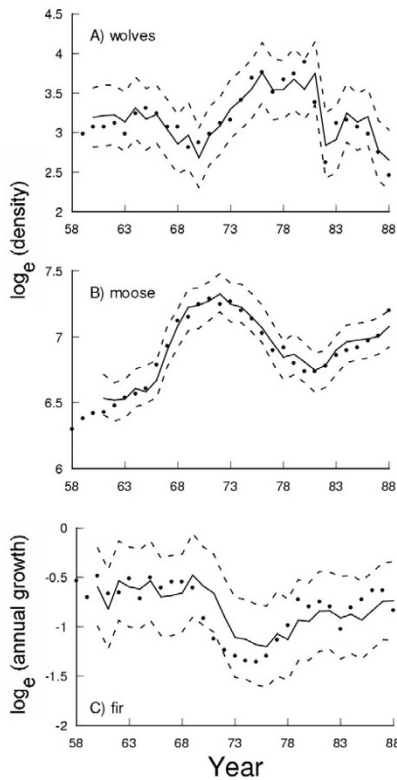 4.5
A) wolves
4
3.5
3
2.5
2
58 63 68 73 78 83 88
log_e (density)
7.5
B) moose
7
6.5
6
58 63 68 73 78 83 88
0
-0.5
-1
-1.5
-2
C) fir
log_e (annual growth)
58 63 68 73 78 83 88
Year